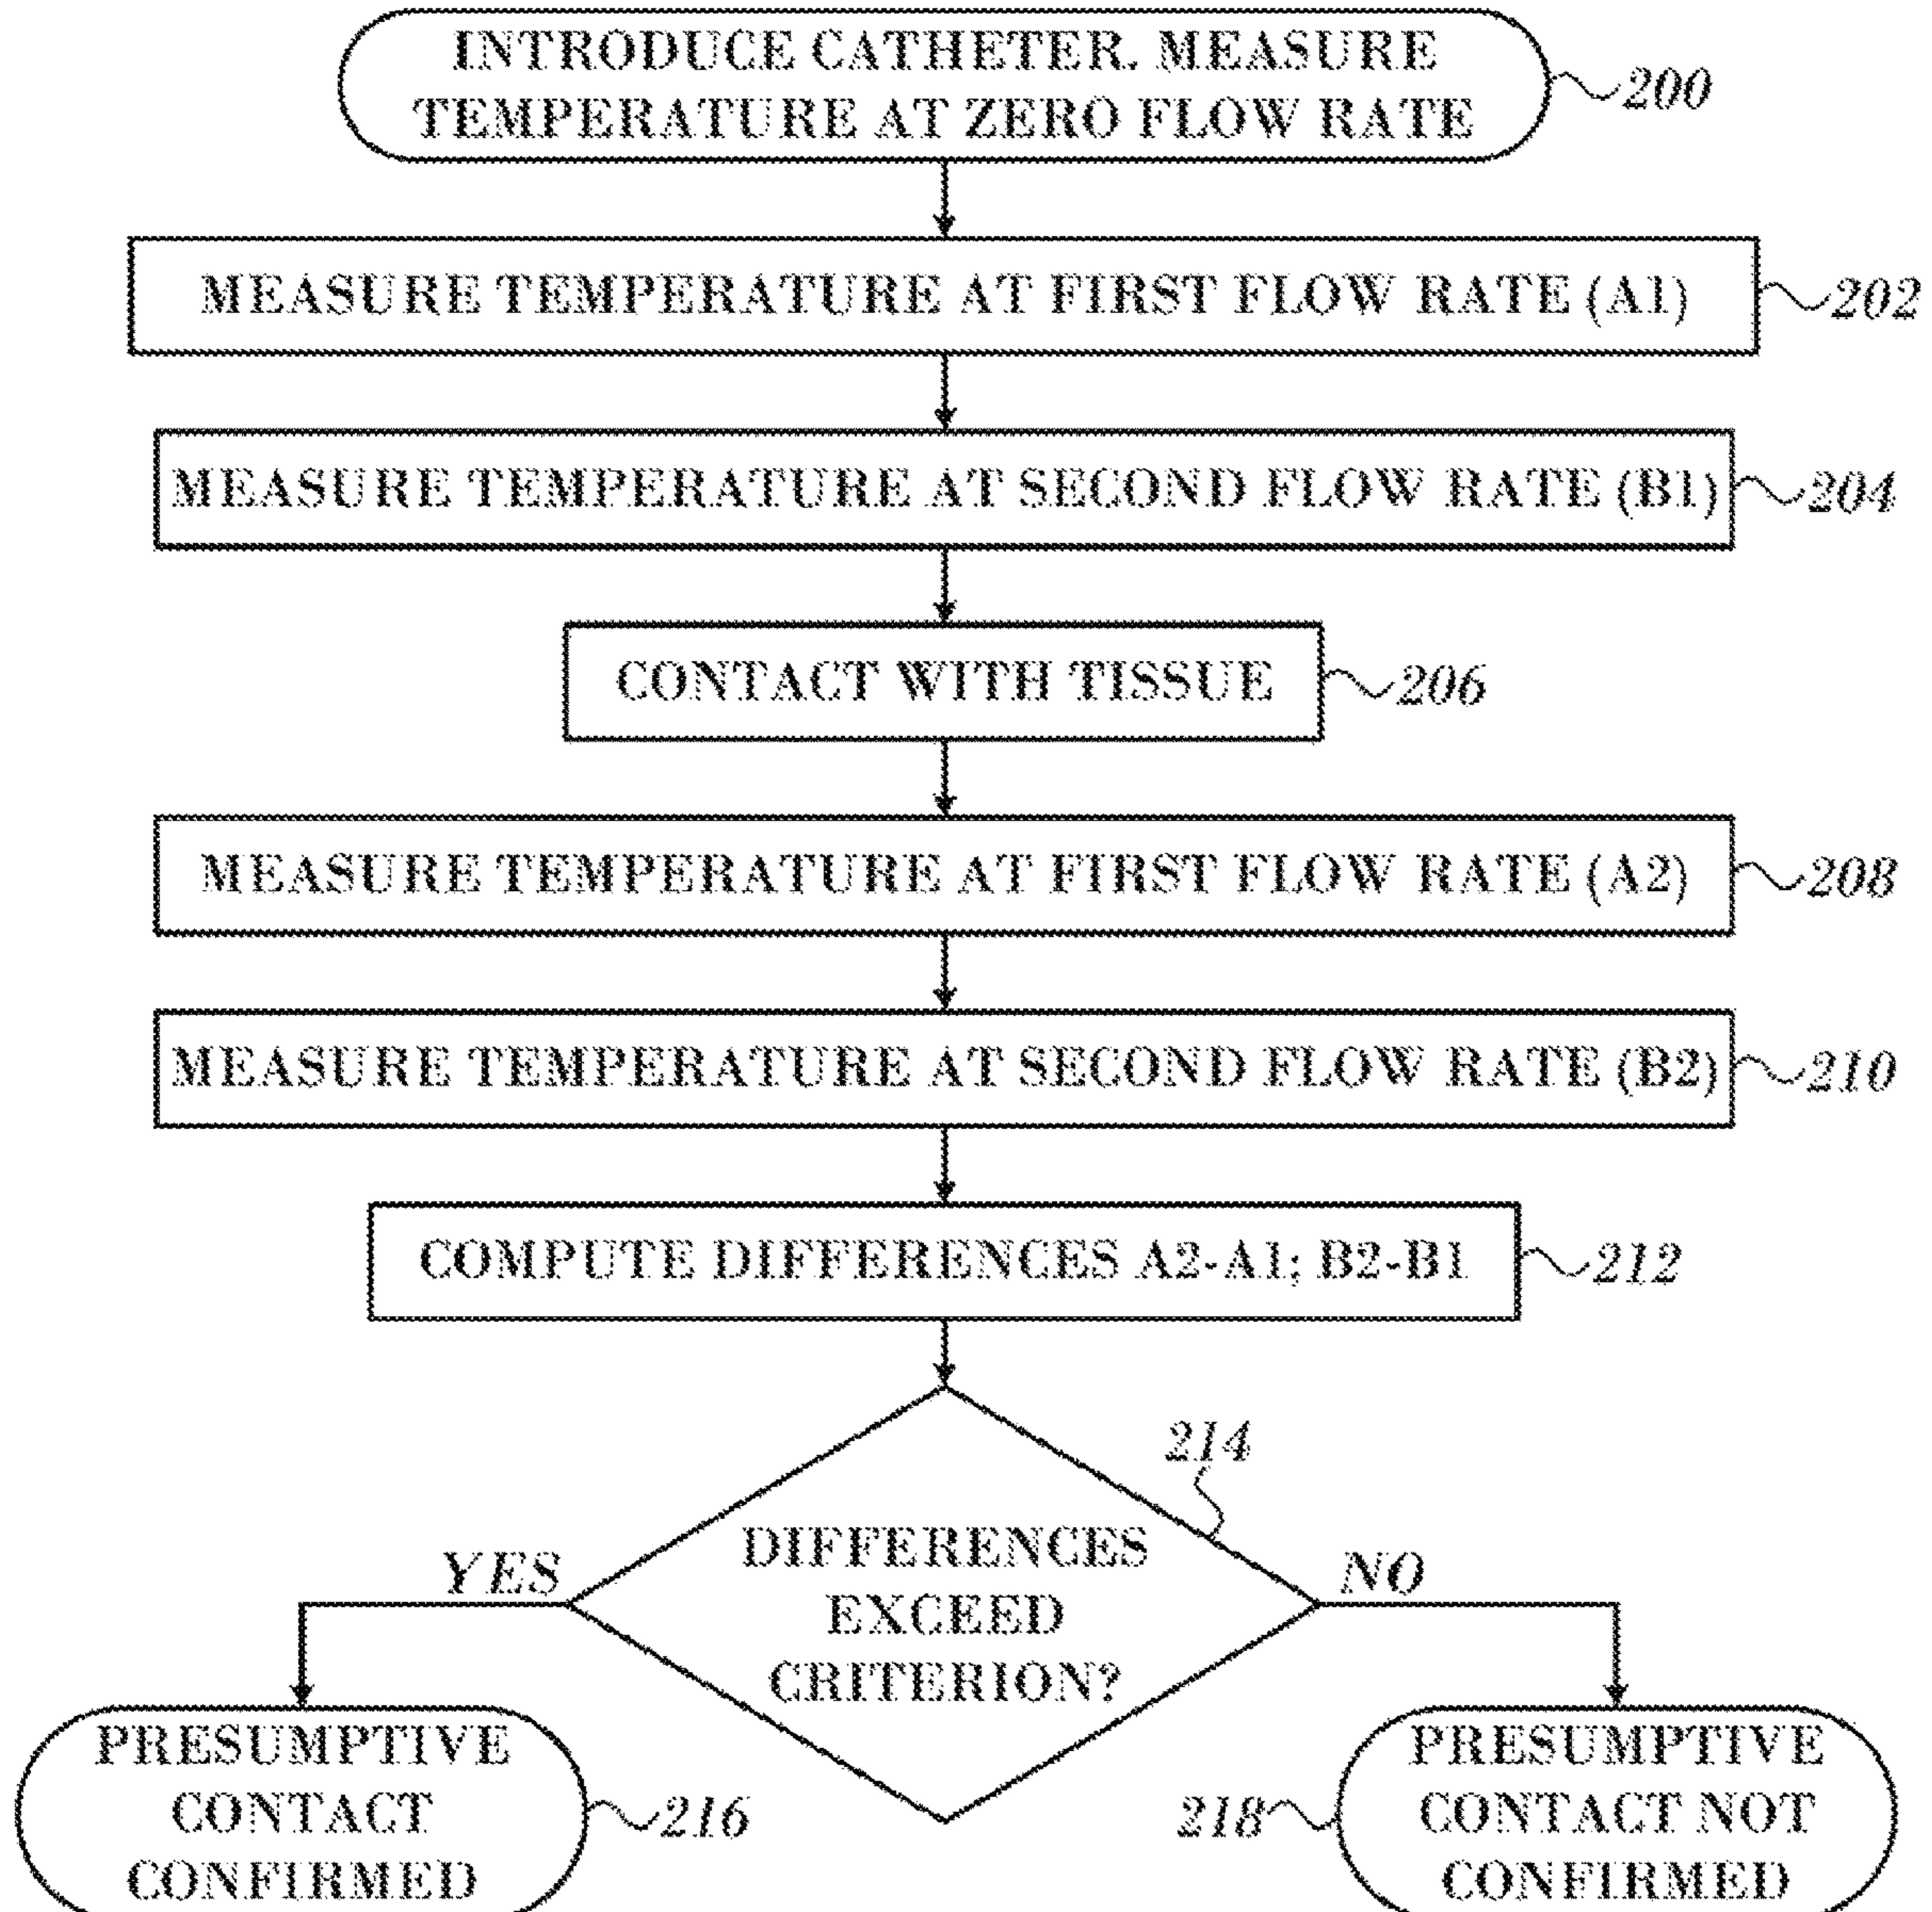 INTRODUCE CATHETER. MEASURE
TEMPERATURE AT ZERO FLOW RATE
200
MEASURE TEMPERATURE AT FIRST FLOW RATE (A1)
202
MEASURE TEMPERATURE AT SECOND FLOW RATE (B1)
204
CONTACT WITH TISSUE
206
MEASURE TEMPERATURE AT FIRST FLOW RATE (A2)
208
MEASURE TEMPERATURE AT SECOND FLOW RATE (B2)
210
COMPUTE DIFFERENCES A2-A1; B2-B1
212
214
DIFFERENCES
EXCEED
CRITERION?
YES
NO
PRESUMPTIVE
CONTACT
CONFIRMED
216
218
PRESUMPTIVE
CONTACT NOT
CONFIRMED